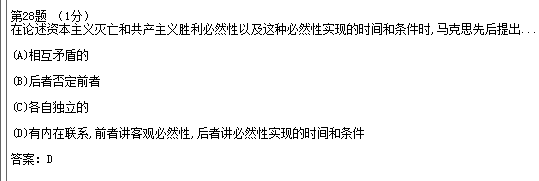 第28题 (1分)
在论述资本主义灭亡和共产主义胜利必然性以及这种必然性实现的时间和条件时,马克思先后提出...
(A)相互矛盾的
(B)后者否定前者
(C)各自独立的
(D)有内在联系,前者讲客观必然性,后者讲必然性实现的时间和条件
答案: D